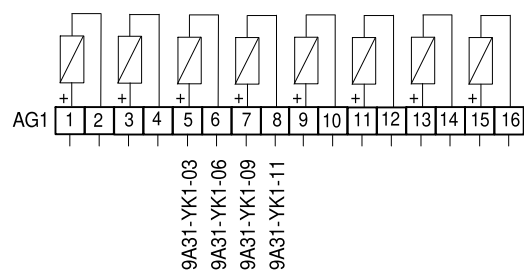 + + + + + + + +
AG1 1 2 3 4 5 6 7 8 9 10 11 12 13 14 15 16
9A31-YK1-03
9A31-YK1-06
9A31-YK1-09
9A31-YK1-11